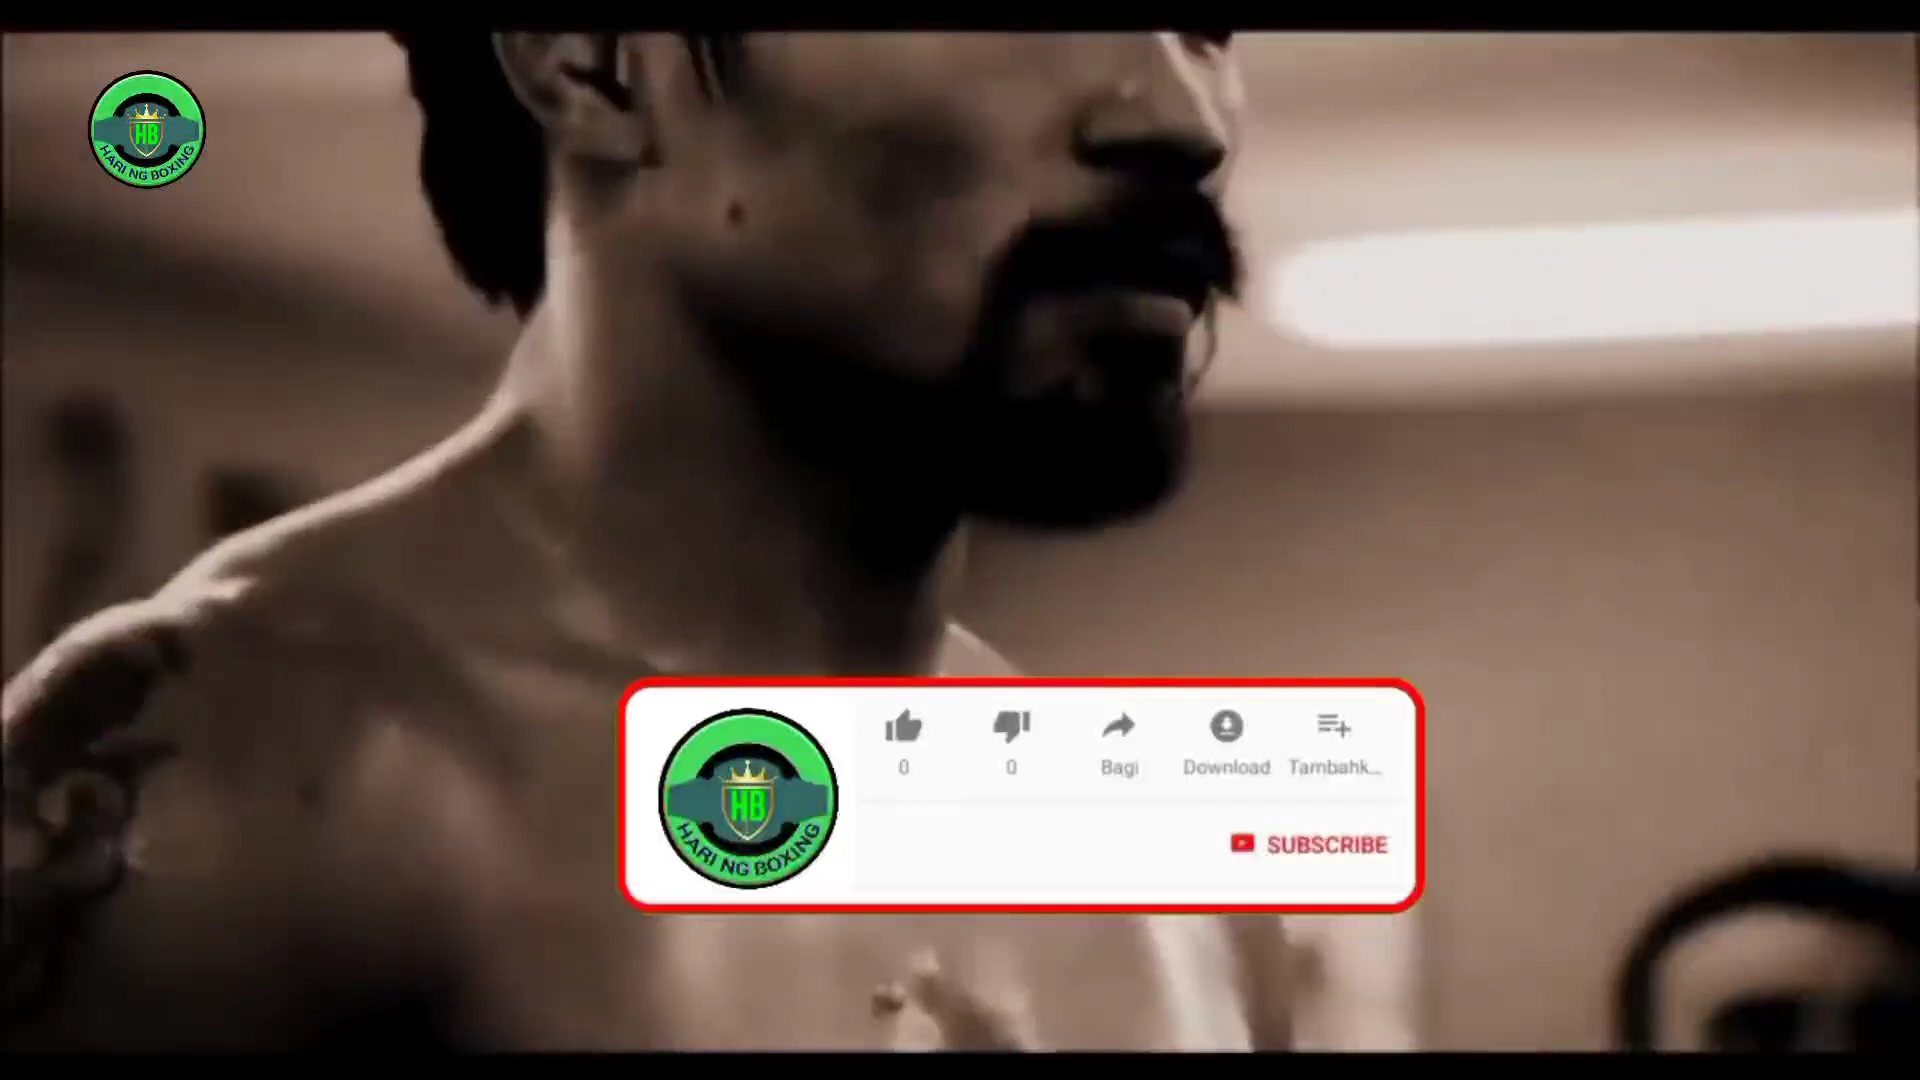 HB
HARI NG BOXING
HB
HARI NG BOXING
0
0
Bagi
Download
Tambahk...
SUBSCRIBE